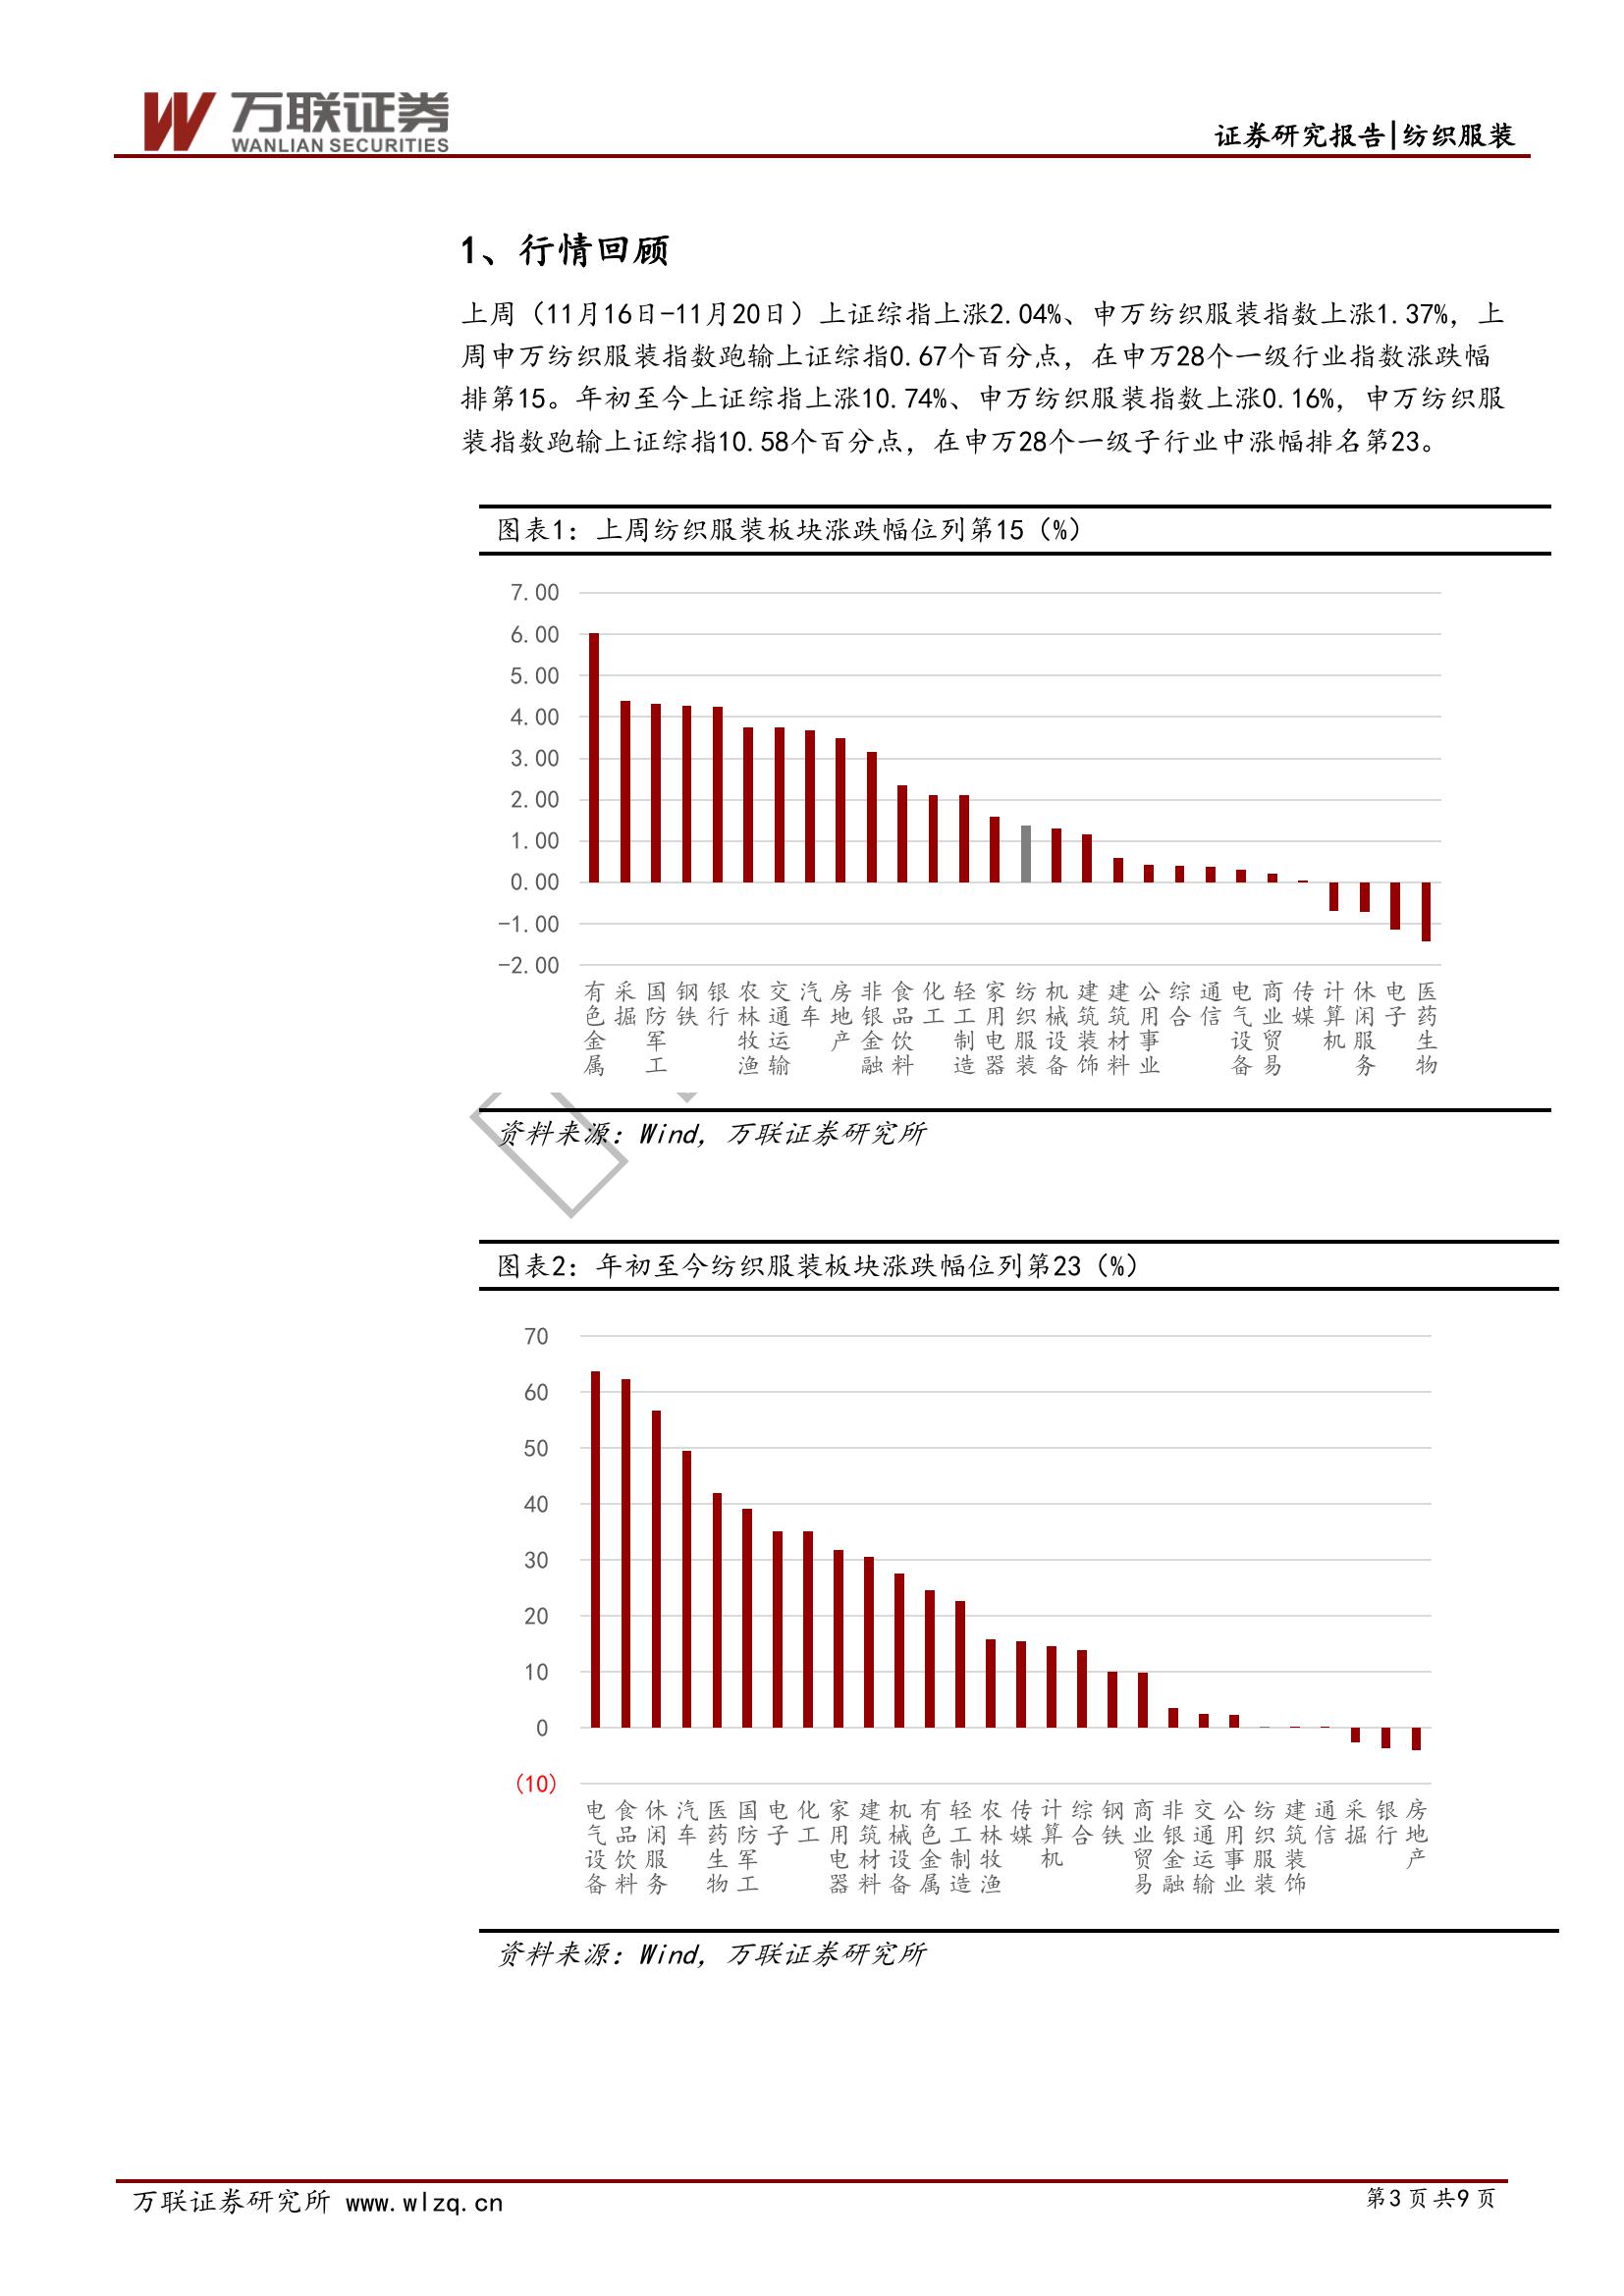 万联证券
WANLIAN SECURITIES
证券研究报告|纺织服装
1、行情回顾
上周（11月16日-11月20日）上证综指上涨2.04%、申万纺织服装指数上涨1.37%，上
周申万纺织服装指数跑输上证综指0.67个百分点，在申万28个一级行业指数涨跌幅
排第15。年初至今上证综指上涨10.74%、申万纺织服装指数上涨0.16%，申万纺织服
装指数跑输上证综指10.58个百分点，在申万28个一级子行业中涨幅排名第23。
图表1：上周纺织服装板块涨跌幅位列第15（%）
7.00
6.00
5.00
4.00
3.00
2.00
1.00
0.00
-1.00
-2.00
有色金属
采掘
国防军工
钢铁
银行
农林牧渔
交通运输
汽车
房地产
非银金融
食品饮料
化工
轻工制造
家用电器
纺织服装
机械设备
建筑装饰
建筑材料
公用事业
综合
通信
电气设备
商业贸易
传媒
计算机
休闲服务
电子
医药生物
资料来源：Wind，万联证券研究所
图表2：年初至今纺织服装板块涨跌幅位列第23（%）
70
60
50
40
30
20
10
0
(10)
电气设备
食品饮料
休闲服务
汽车
医药生物
国防军工
电子
化工
家用电器
建筑材料
机械设备
有色金属
轻工制造
农林牧渔
传媒
计算机
综合
钢铁
商业贸易
非银金融
交通运输
公用事业
纺织服装
建筑装饰
通信
采掘
银行
房地产
资料来源：Wind，万联证券研究所
万联证券研究所 www.wlzq.cn
第3页共9页